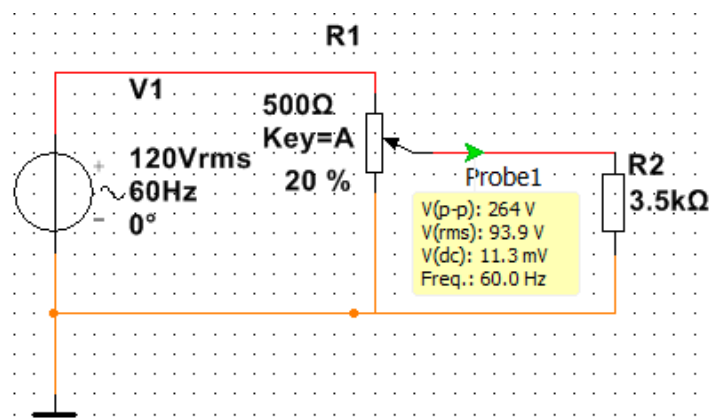 R1
V1
500Ω
Key=A
120Vrms
60Hz
0°
20 %
Probe1
V(p-p): 264 V
V(rms): 93.9 V
V(dc): 11.3 mV
Freq.: 60.0 Hz
R2
3.5kΩ